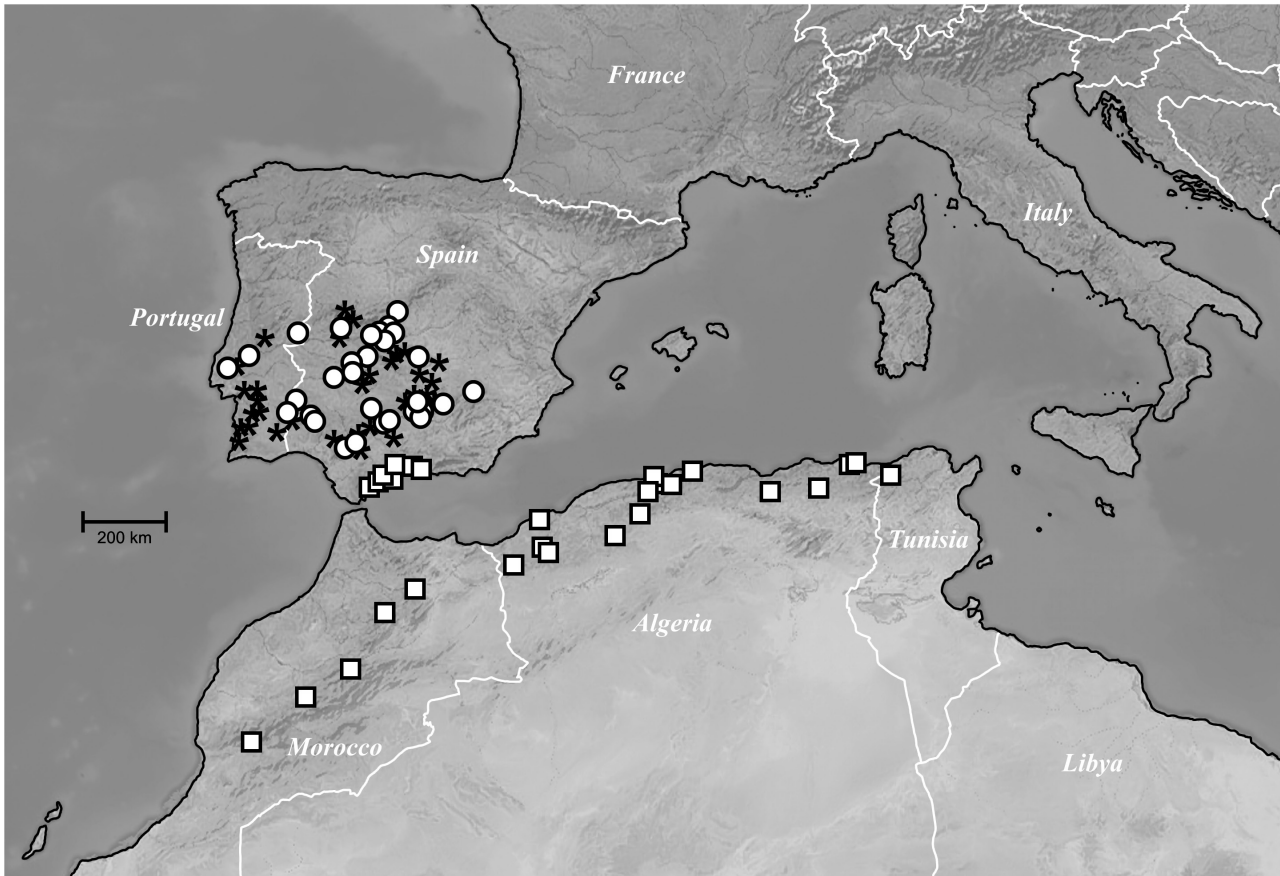 France
Italy
Spain
Portugal
200 km
Tunisia
Algeria
Morocco
Libya